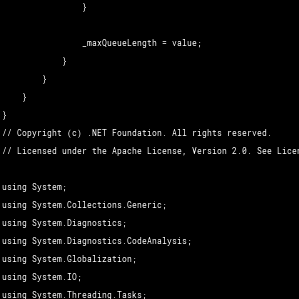 }
_maxQueueLength = value;
}
}
}
}
// Copyright (c) .NET Foundation. All rights reserved.
// Licensed under the Apache License, Version 2.0. See
using System;
using System.Collections.Generic;
using System.Diagnostics;
using System.Diagnostics.CodeAnalysis;
using System.Globalization;
using System.IO;
using System.Threading.Tasks;